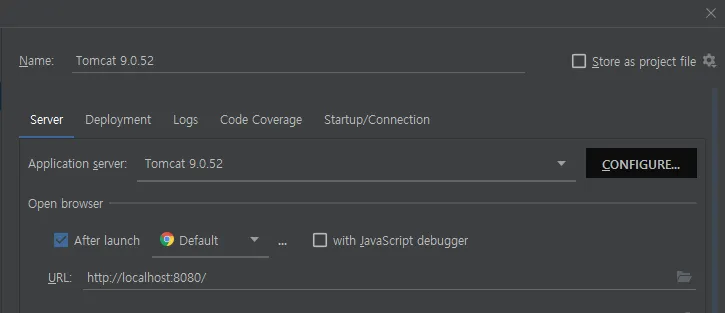 Name: Tomcat 9.0.52 Store as project file
Server Deployment Logs Code Coverage Startup/Connection
Application server: Tomcat 9.0.52 CONFIGURE...
Open browser
After launch Default ... with JavaScript debugger
URL: http://localhost:8080/